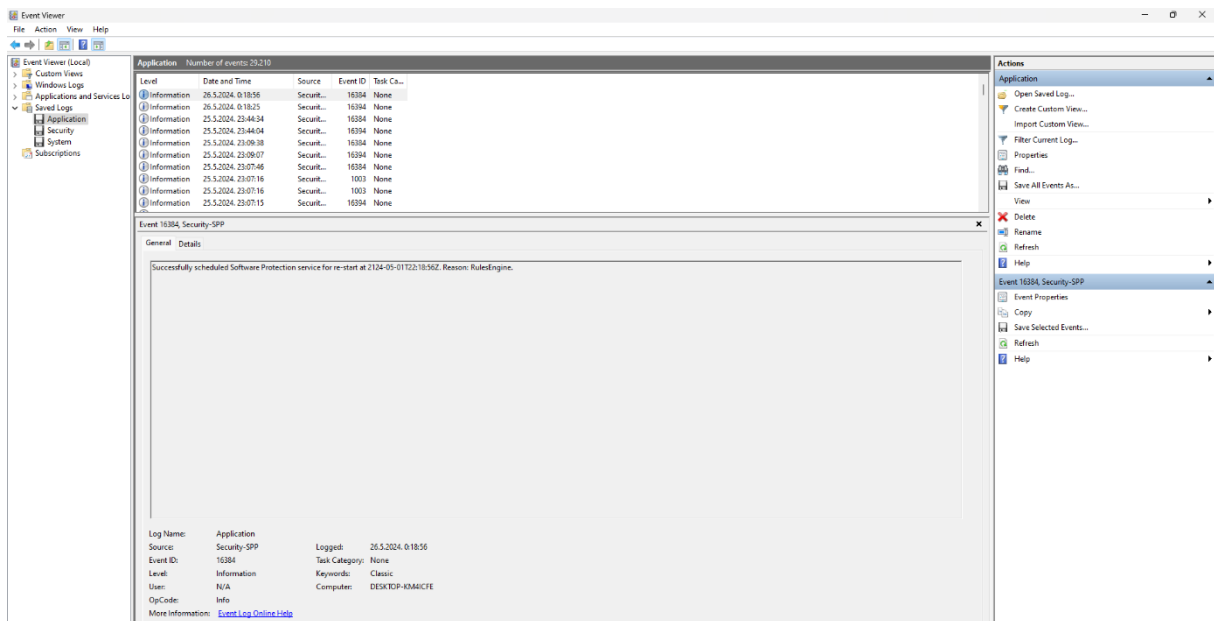 Event Viewer
File Action View Help
Event Viewer (Local)
Custom Views
Windows Logs
Applications and Services Lo
Saved Logs
Application
Security
System
Subscriptions
Application Number of events: 29.210
Level Date and Time Source Event ID Task Ca...
Information 26.5.2024. 0:18:56 Securit... 16384 None
Information 26.5.2024. 0:18:25 Securit... 16394 None
Information 25.5.2024. 23:44:34 Securit... 16384 None
Information 25.5.2024. 23:44:04 Securit... 16394 None
Information 25.5.2024. 23:09:38 Securit... 16384 None
Information 25.5.2024. 23:09:07 Securit... 16394 None
Information 25.5.2024. 23:07:46 Securit... 16384 None
Information 25.5.2024. 23:07:16 Securit... 1003 None
Information 25.5.2024. 23:07:16 Securit... 1003 None
Information 25.5.2024. 23:07:15 Securit... 16394 None
Event 16384, Security-SPP
General Details
Successfully scheduled Software Protection service for re-start at 2124-05-01T22:18:56Z. Reason: RulesEngine.
Log Name: Application
Source: Security-SPP Logged: 26.5.2024. 0:18:56
Event ID: 16384 Task Category: None
Level: Information Keywords: Classic
User: N/A Computer: DESKTOP-KM4ICFE
OpCode: Info
More Information: Event Log Online Help
Actions
Application
Open Saved Log...
Create Custom View...
Import Custom View...
Filter Current Log...
Properties
Find...
Save All Events As...
View
Delete
Rename
Refresh
Help
Event 16384, Security-SPP
Event Properties
Copy
Save Selected Events...
Refresh
Help